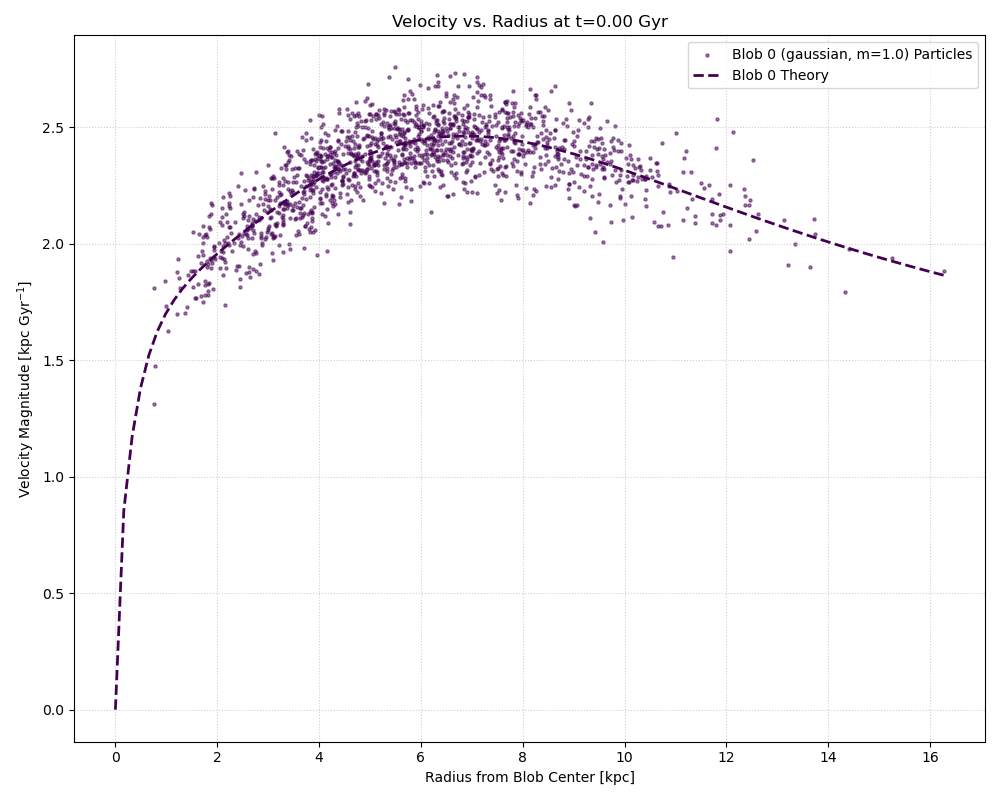 Velocity vs. Radius at t=0.00 Gyr
Blob 0 (gaussian, m=1.0) Particles
Blob 0 Theory
Velocity Magnitude [kpc Gyr⁻¹]
2.5
2.0
1.5
1.0
0.5
0.0
0 2 4 6 8 10 12 14 16
Radius from Blob Center [kpc]